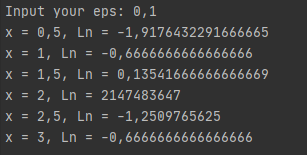 Input your eps: 0,1
x = 0,5, Ln = -1,9176432291666665
x = 1, Ln = -0,6666666666666666
x = 1,5, Ln = 0,13541666666666669
x = 2, Ln = 2147483647
x = 2,5, Ln = -1,2509765625
x = 3, Ln = -0,6666666666666666